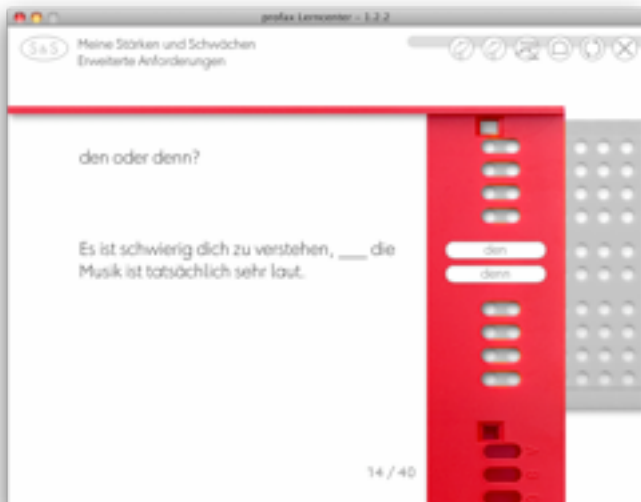 profax Lerncenter – 1.2.2
S&S
Meine Stärken und Schwächen
Erweiterte Anforderungen
den oder denn?
Es ist schwierig dich zu verstehen, ___ die
Musik ist tatsächlich sehr laut.
den
denn
14 / 40